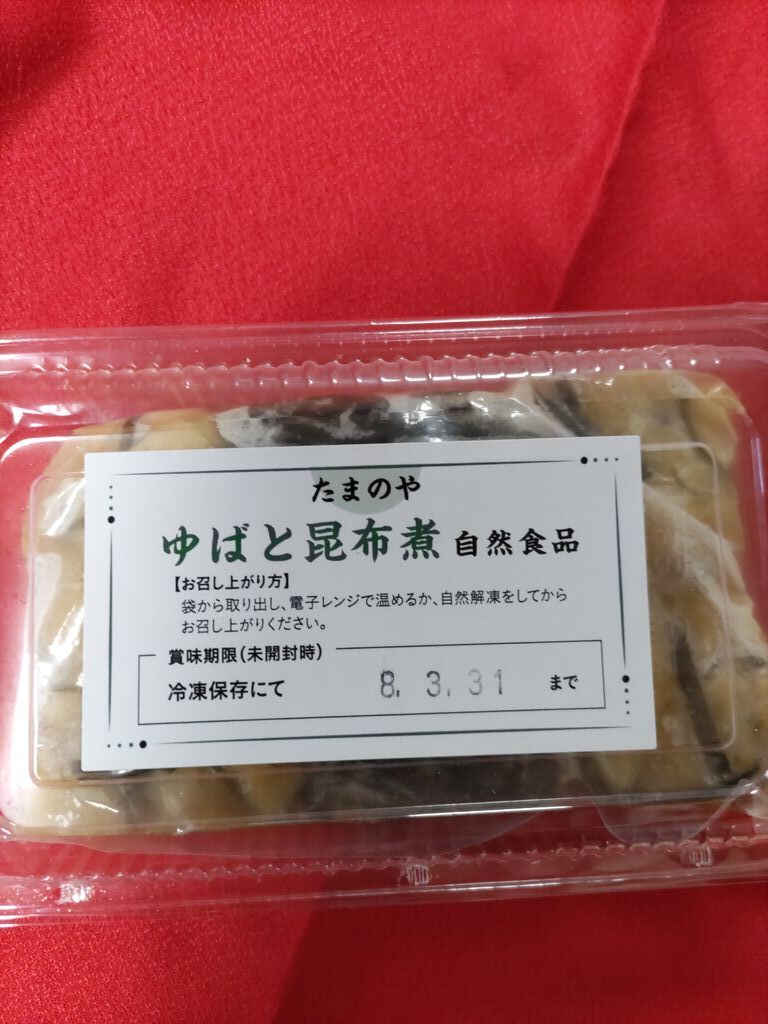 たまのや
ゆばと昆布煮 自然食品
【お召し上がり方】
袋から取り出し、電子レンジで温めるか、自然解凍をしてから
お召し上がりください。
賞味期限(未開封時)
冷凍保存にて 8. 3. 31 まで